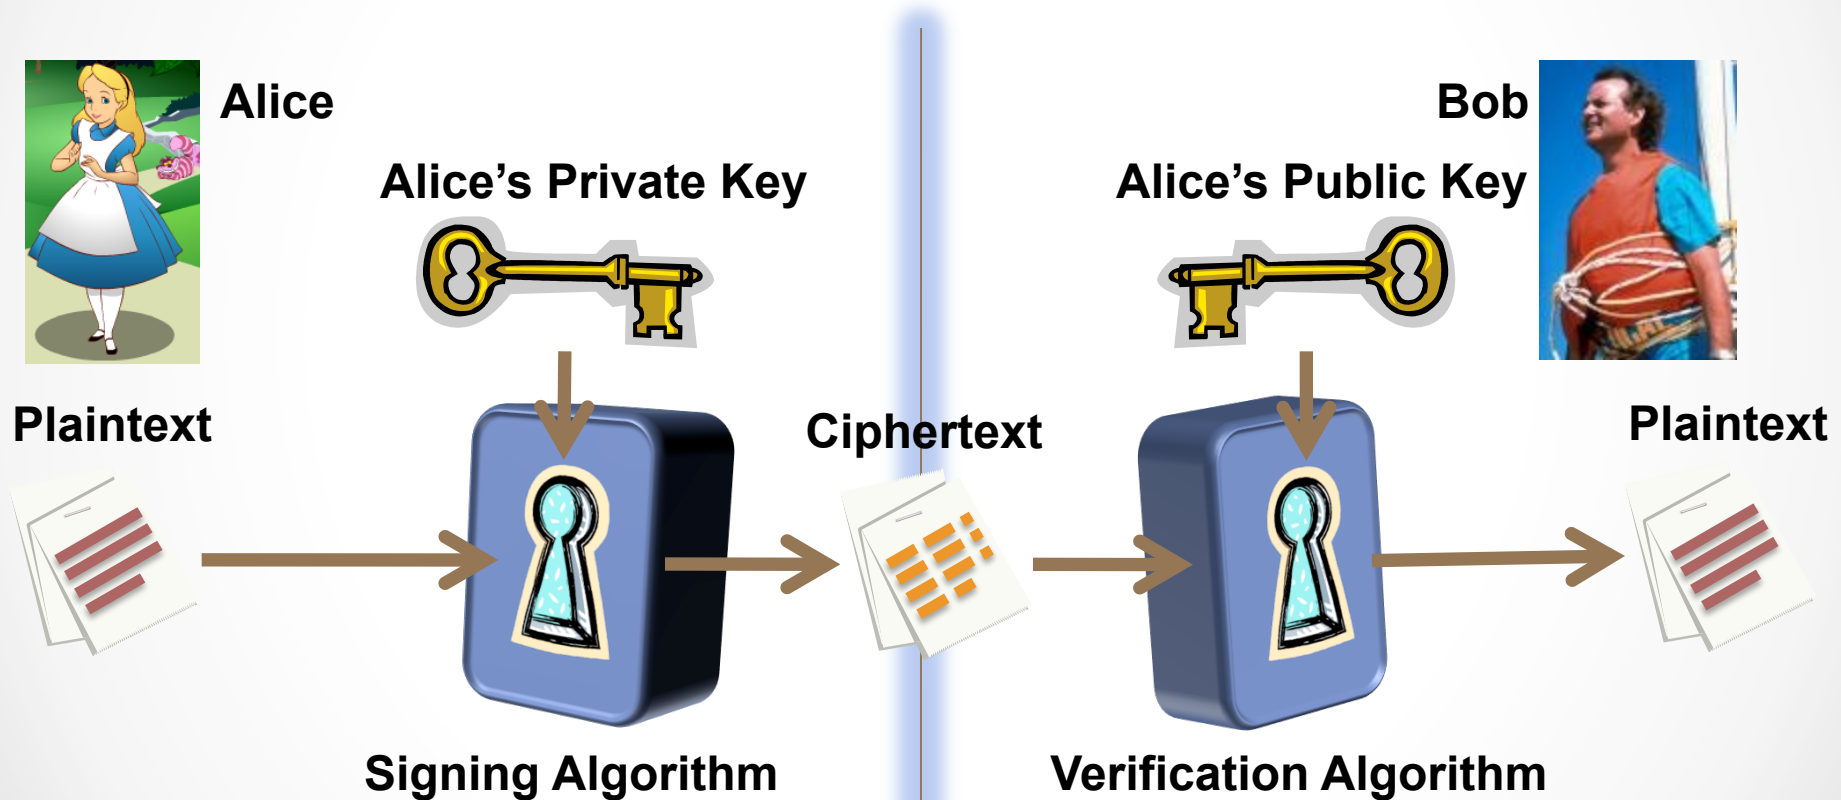 Alice
Bob
Alice’s Private Key
Alice’s Public Key
Plaintext
Ciphertext
Plaintext
Signing Algorithm
Verification Algorithm